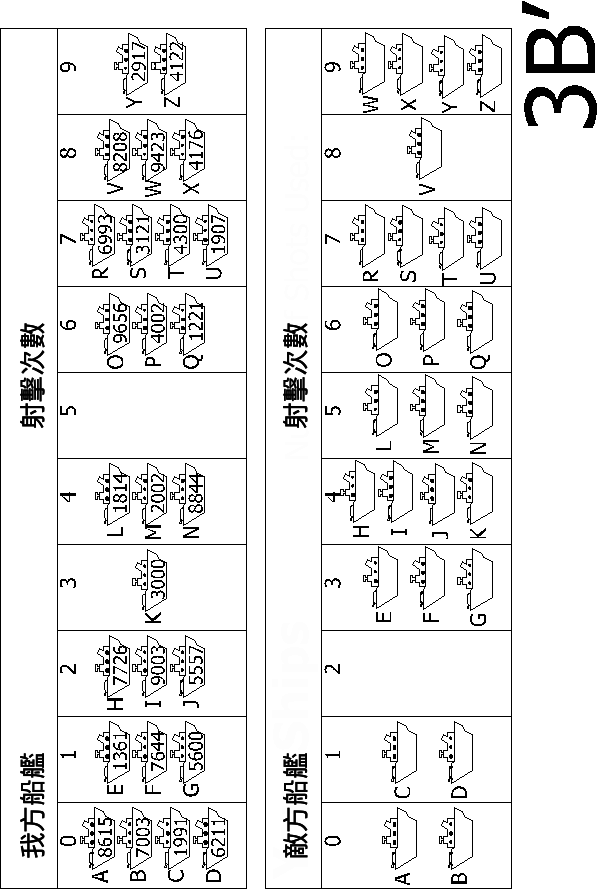 3B′
我方船艦 射擊次數
0 1 2 3 4 5 6 7 8 9
A 8615
B 7003
C 1991
D 6211
E 1361
F 7644
G 5600
H 7726
I 9003
J 5557
K 3000
L 1814
M 2002
N 8844
O 9656
P 4002
Q 1221
R 6993
S 3121
T 4300
U 1907
V 8208
W 9423
X 4176
Y 2917
Z 4122
敵方船艦 射擊次數
0 1 2 3 4 5 6 7 8 9
A
B
C
D
E
F
G
H
I
J
K
L
M
N
O
P
Q
R
S
T
U
V
W
X
Y
Z